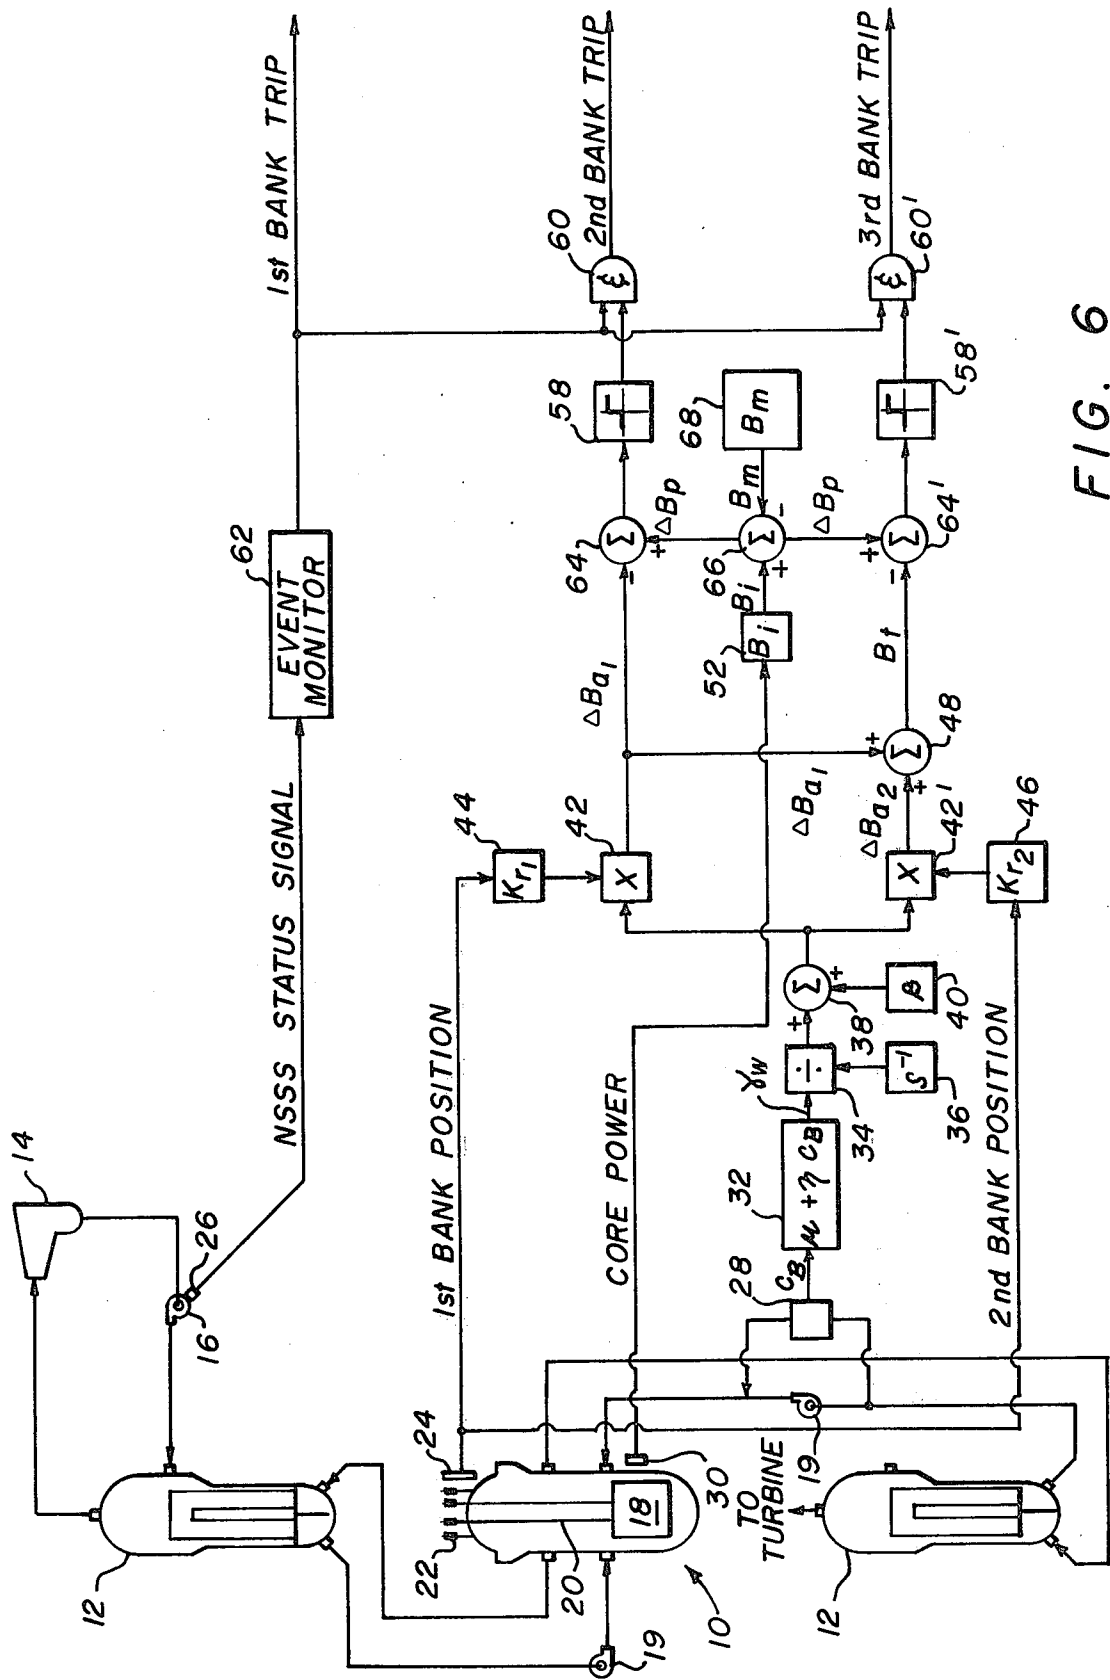 14
26
16
12
NSSS STATUS SIGNAL
62
EVENT
MONITOR
1st BANK TRIP
24
22
20
18
30
10
19
1st BANK POSITION
44
Kr1
42
X
ΔBa1
64
Σ
-
+
ΔBp
58
60
&
2nd BANK TRIP
CORE POWER
52
Bi
Bi
66
Σ
+
-
Bm
68
Bm
ΔBp
28
CB
32
μ + η CB
γw
÷
34
S⁻¹
36
+
Σ
+
38
β
40
ΔBa1
ΔBa2
X
42'
Kr2
46
+
Σ
+
48
Bt
-
+
Σ
64'
58'
&
60'
3rd BANK TRIP
2nd BANK POSITION
19
TO
TURBINE
12
FIG. 6